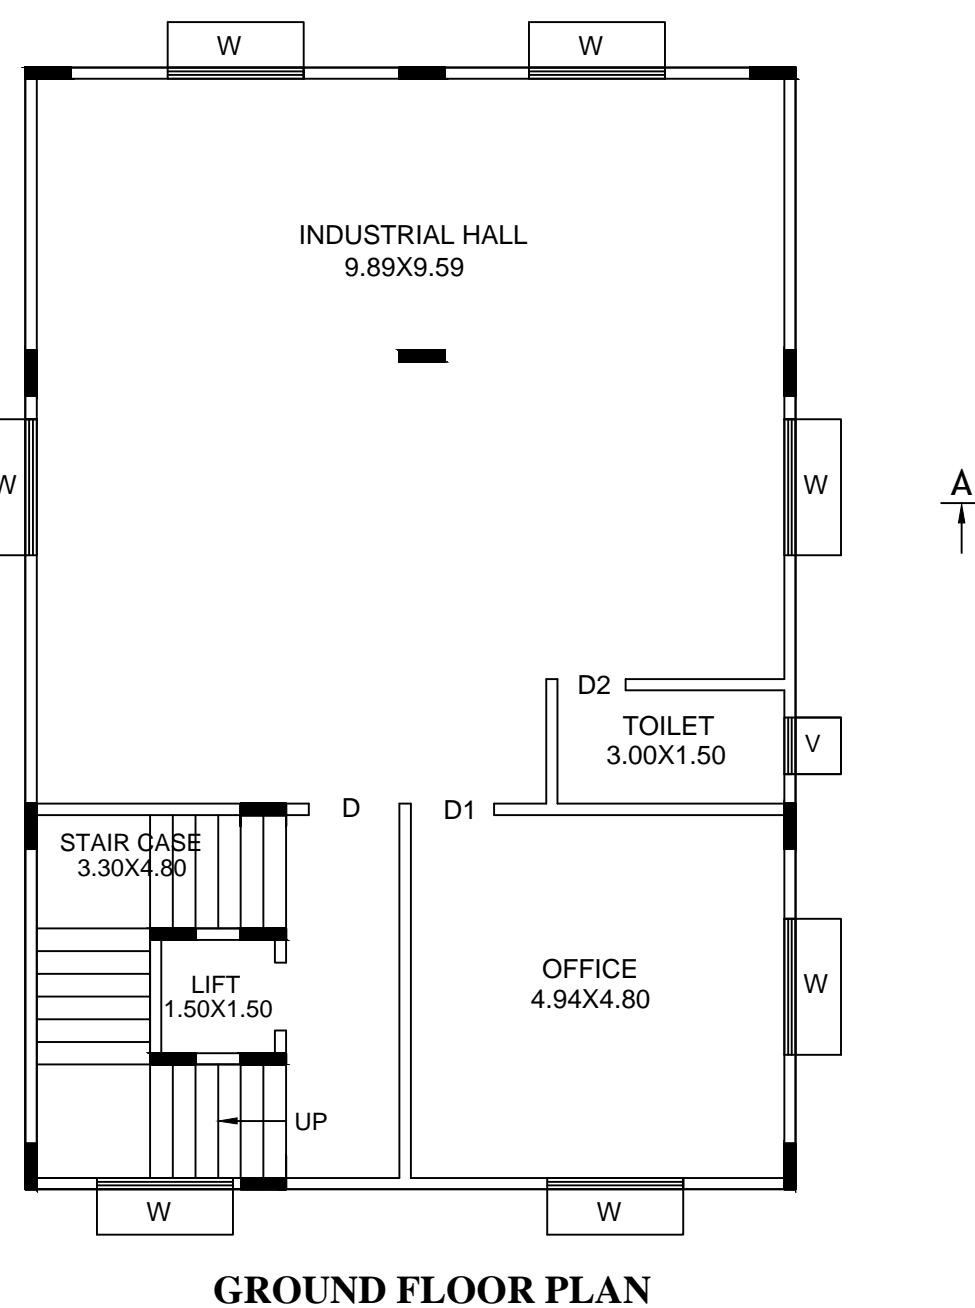 W W
INDUSTRIAL HALL
9.89X9.59
W W A
D2
TOILET
3.00X1.50
V
D D1
STAIR CASE
3.30X4.80
OFFICE
4.94X4.80
LIFT
1.50X1.50
W
UP
W W
GROUND FLOOR PLAN